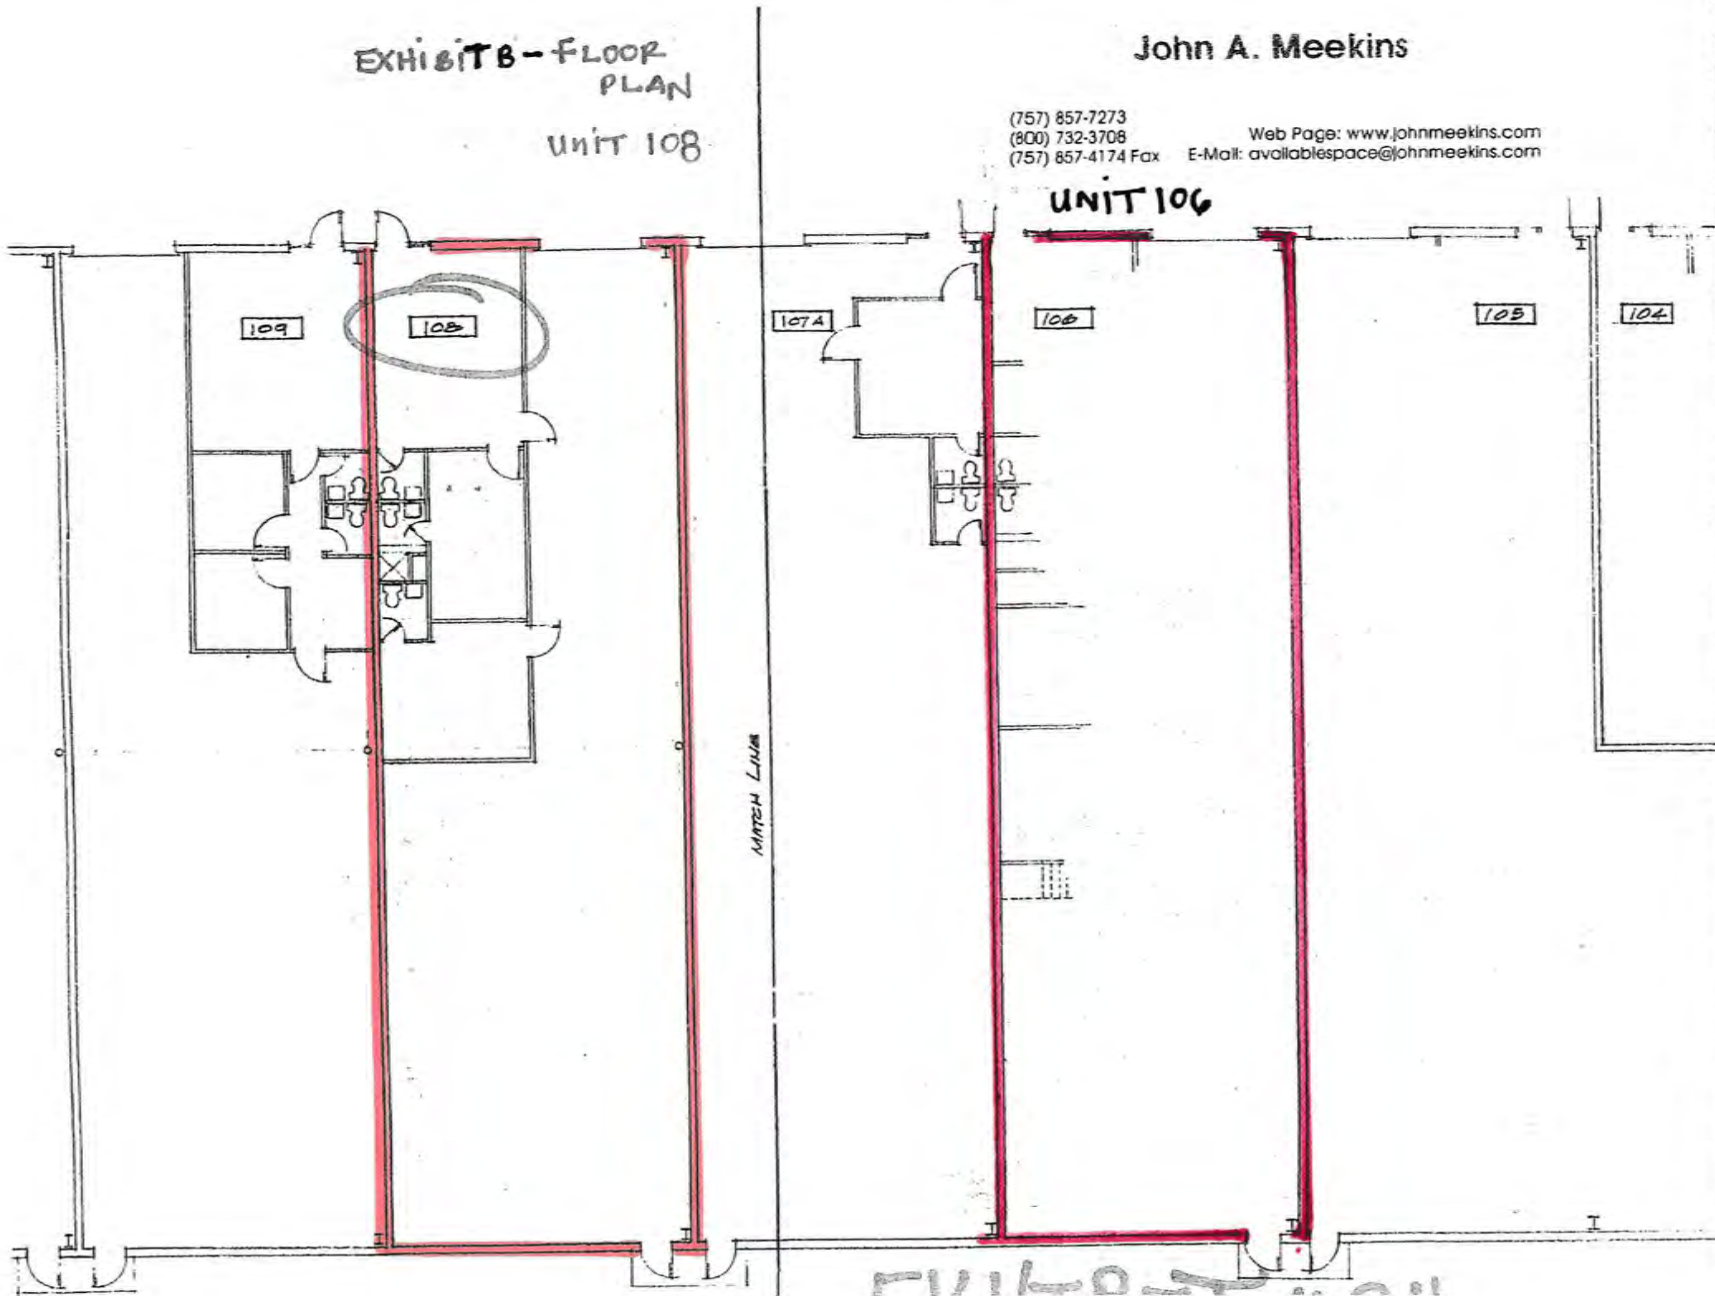 EXHIBIT B - FLOOR
PLAN
UNIT 108
John A. Meekins
(757) 857-7273
(800) 732-3708
(757) 857-4174 Fax
Web Page: www.johnmeekins.com
E-Mail: availablespace@johnmeekins.com
UNIT 106
109
108
107A
106
105
104
MATCH LINE
EXHIBIT